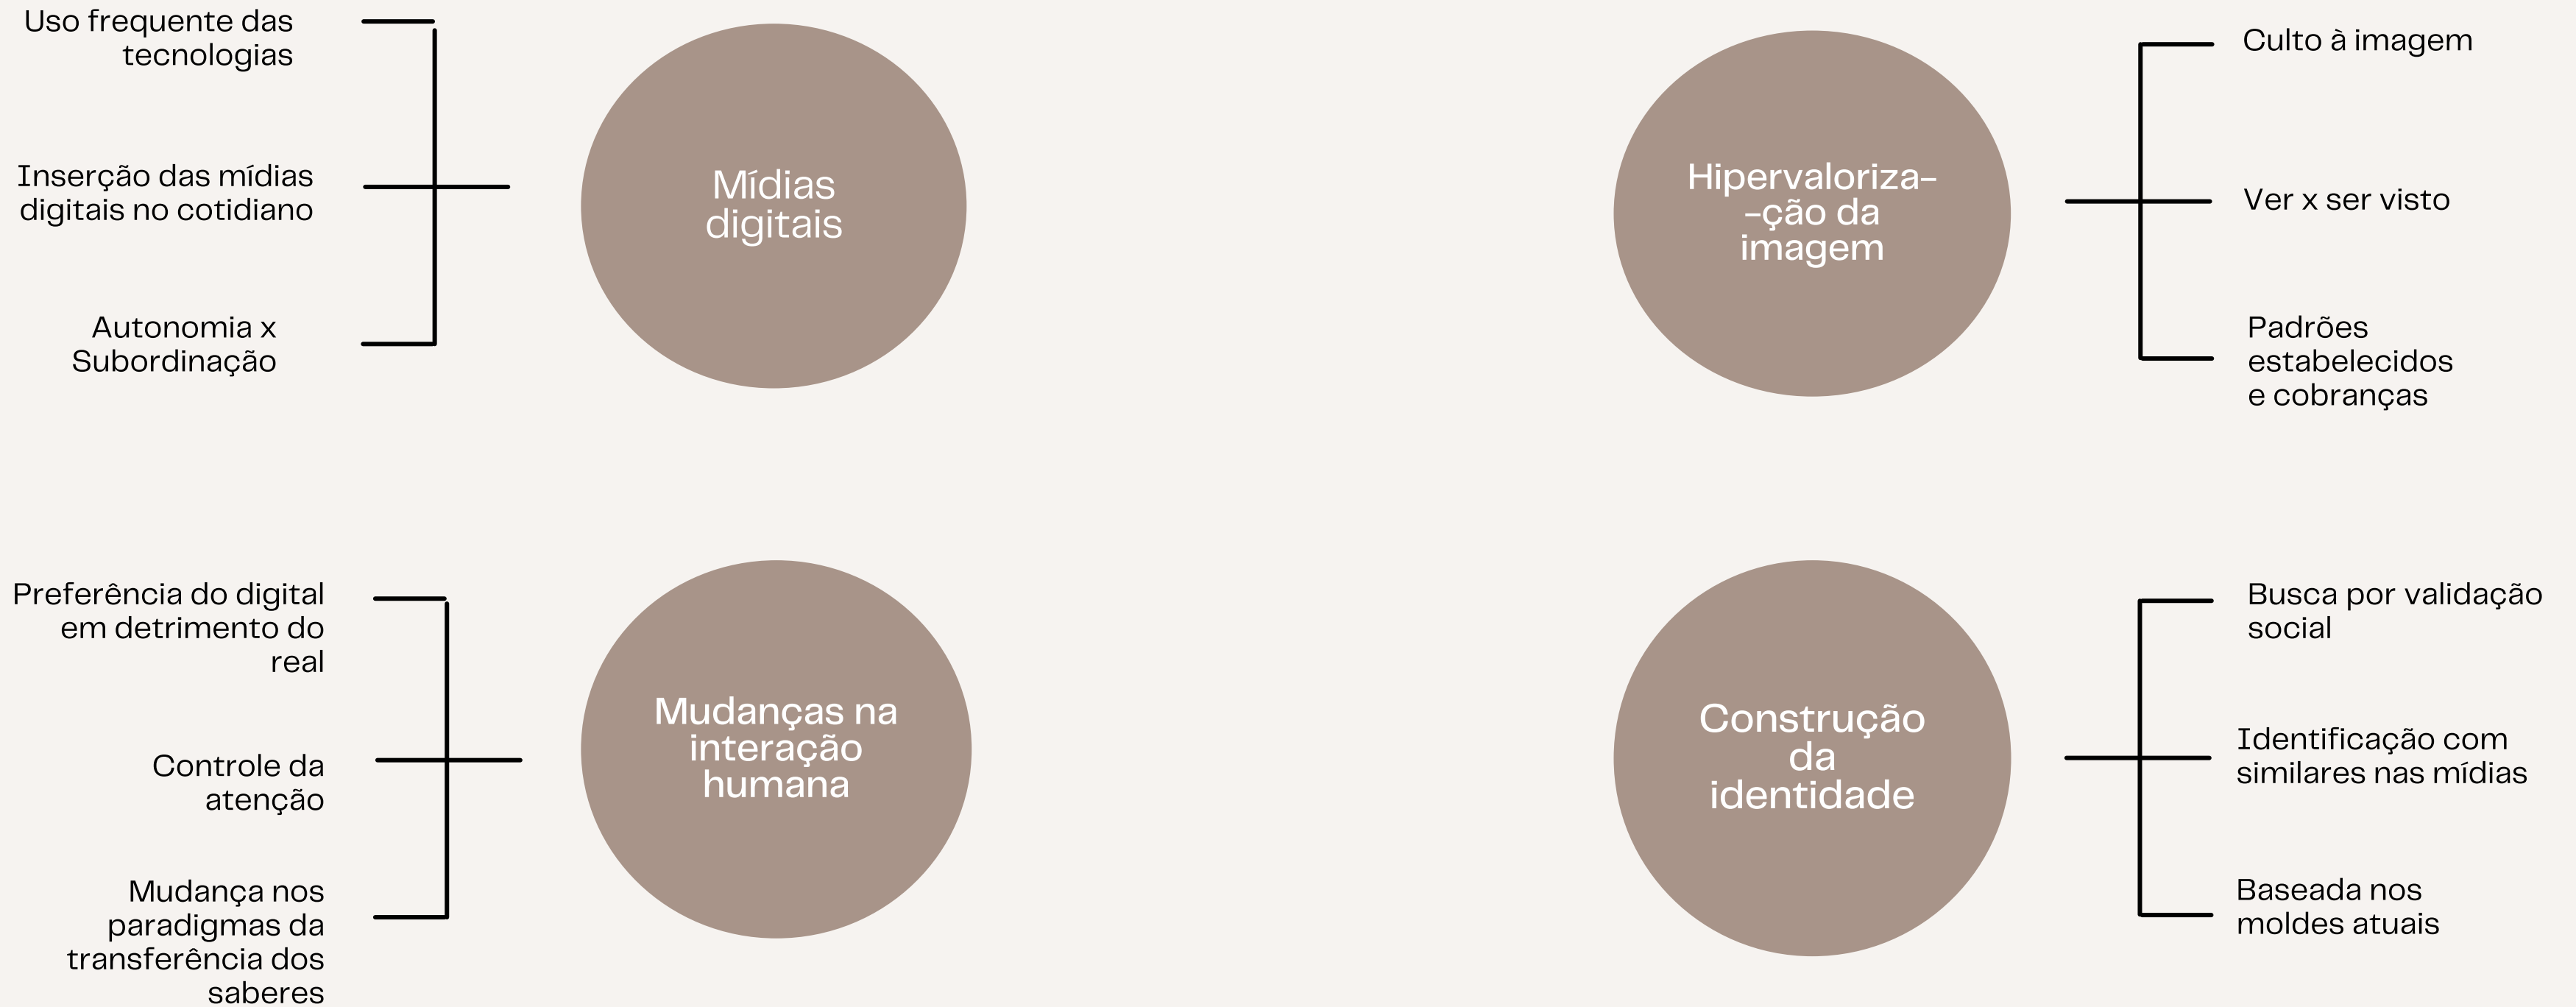 Uso frequente das
tecnologias
Inserção das mídias
digitais no cotidiano
Autonomia x
Subordinação
Mídias
digitais
Hipervaloriza-
-ção da
imagem
Culto à imagem
Ver x ser visto
Padrões
estabelecidos
e cobranças
Preferência do digital
em detrimento do
real
Controle da
atenção
Mudança nos
paradigmas da
transferência dos
saberes
Mudanças na
interação
humana
Construção
da
identidade
Busca por validação
social
Identificação com
similares nas mídias
Baseada nos
moldes atuais